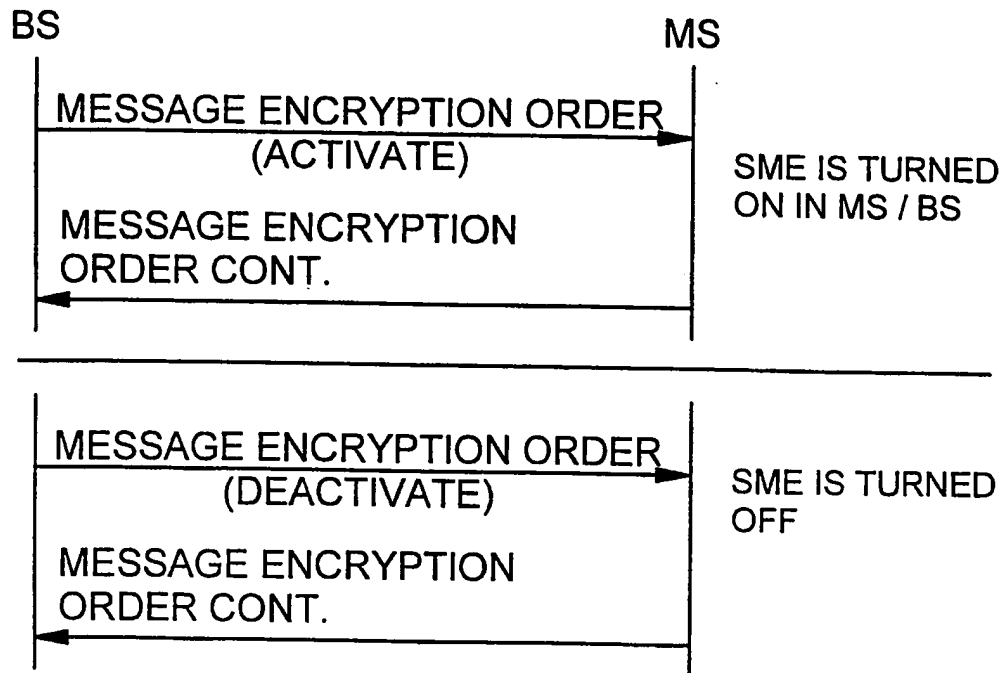 BS
MS
MESSAGE ENCRYPTION ORDER
(ACTIVATE)
SME IS TURNED
ON IN MS / BS
MESSAGE ENCRYPTION
ORDER CONT.
MESSAGE ENCRYPTION ORDER
(DEACTIVATE)
SME IS TURNED
OFF
MESSAGE ENCRYPTION
ORDER CONT.